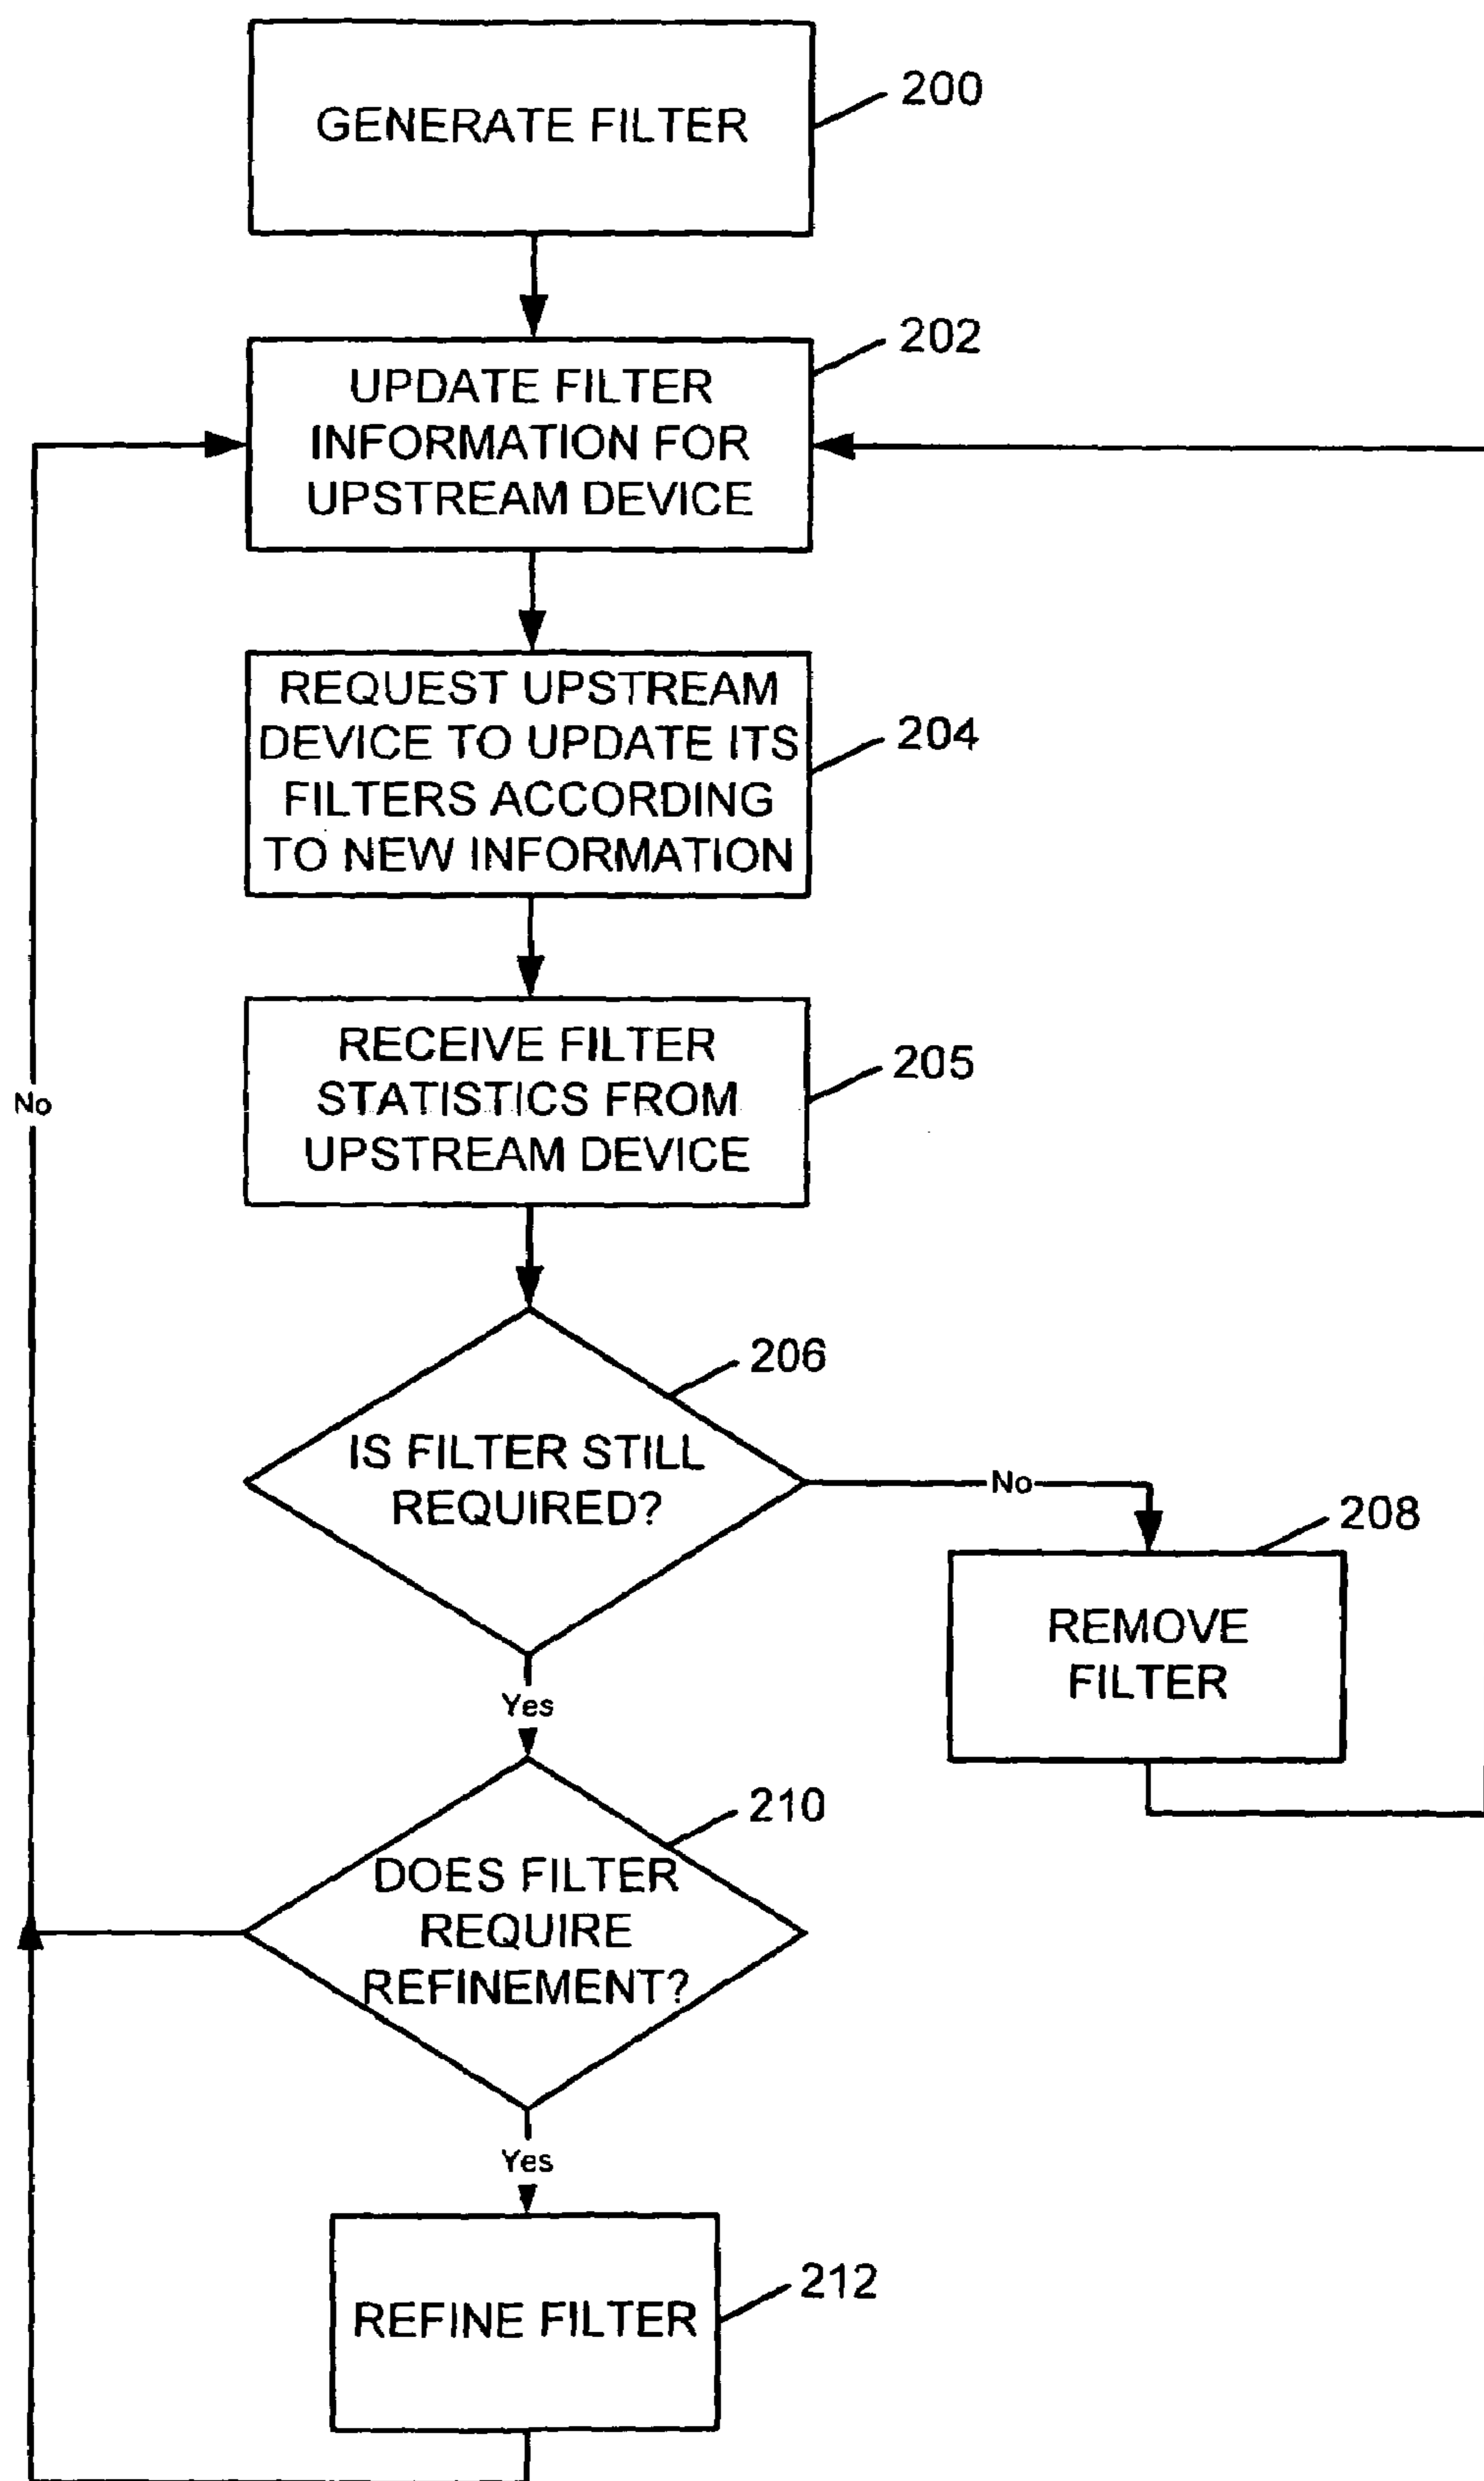 GENERATE FILTER
200
UPDATE FILTER
INFORMATION FOR
UPSTREAM DEVICE
202
REQUEST UPSTREAM
DEVICE TO UPDATE ITS
FILTERS ACCORDING
TO NEW INFORMATION
204
RECEIVE FILTER
STATISTICS FROM
UPSTREAM DEVICE
205
No
IS FILTER STILL
REQUIRED?
206
No
REMOVE
FILTER
208
Yes
DOES FILTER
REQUIRE
REFINEMENT?
210
Yes
REFINE FILTER
212